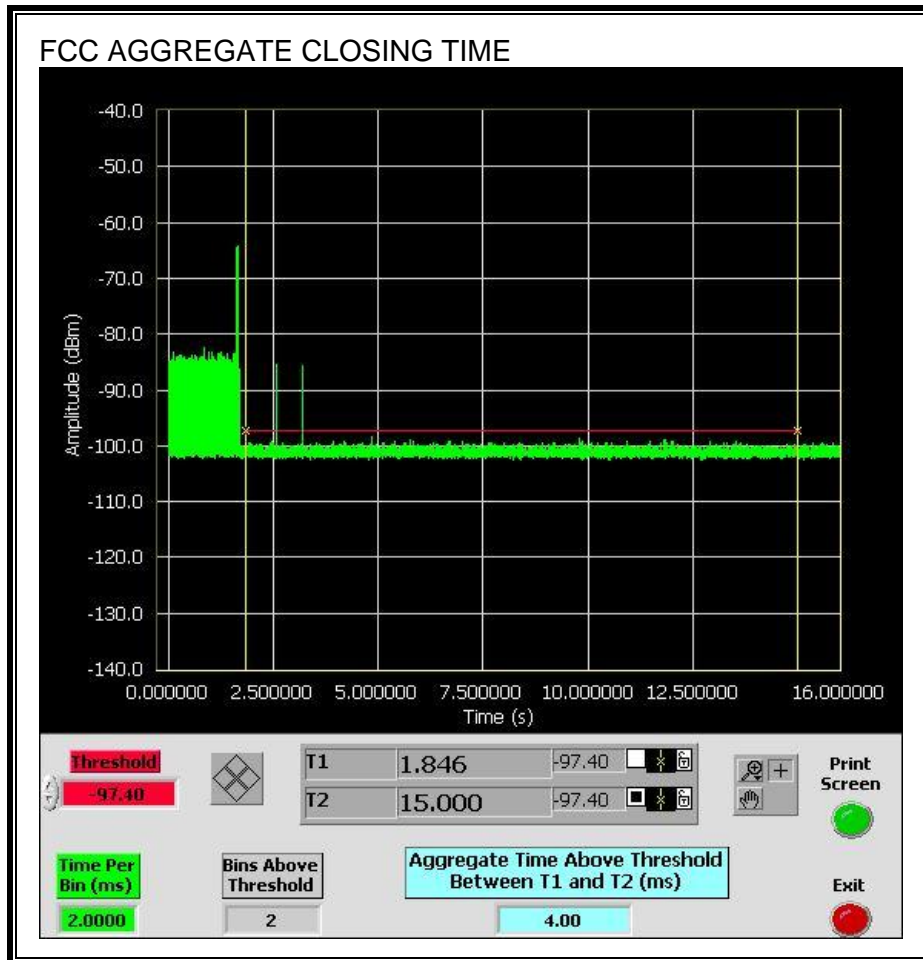 FCC AGGREGATE CLOSING TIME
-40.0
-50.0
-60.0
-70.0
-80.0
-90.0
-100.0
-110.0
-120.0
-130.0
-140.0
Amplitude (dBm)
0.000000 2.500000 5.000000 7.500000 10.000000 12.500000 16.000000
Time (s)
Threshold
-97.40
T1 1.846 -97.40
T2 15.000 -97.40
Print Screen
Time Per Bin (ms)
2.0000
Bins Above Threshold
2
Aggregate Time Above Threshold
Between T1 and T2 (ms)
4.00
Exit